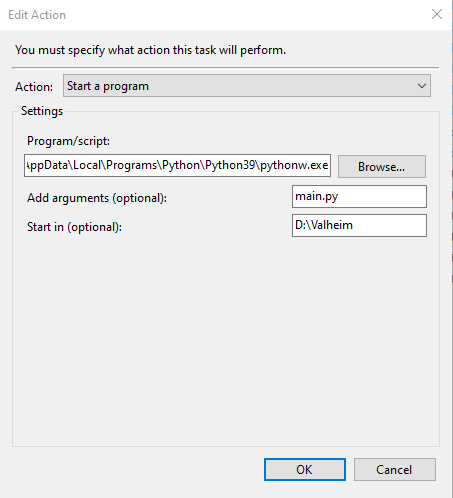 Edit Action
You must specify what action this task will perform.
Action: Start a program
Settings
Program/script:
\ppData\Local\Programs\Python\Python39\pythonw.exe Browse...
Add arguments (optional): main.py
Start in (optional): D:\Valheim
OK Cancel